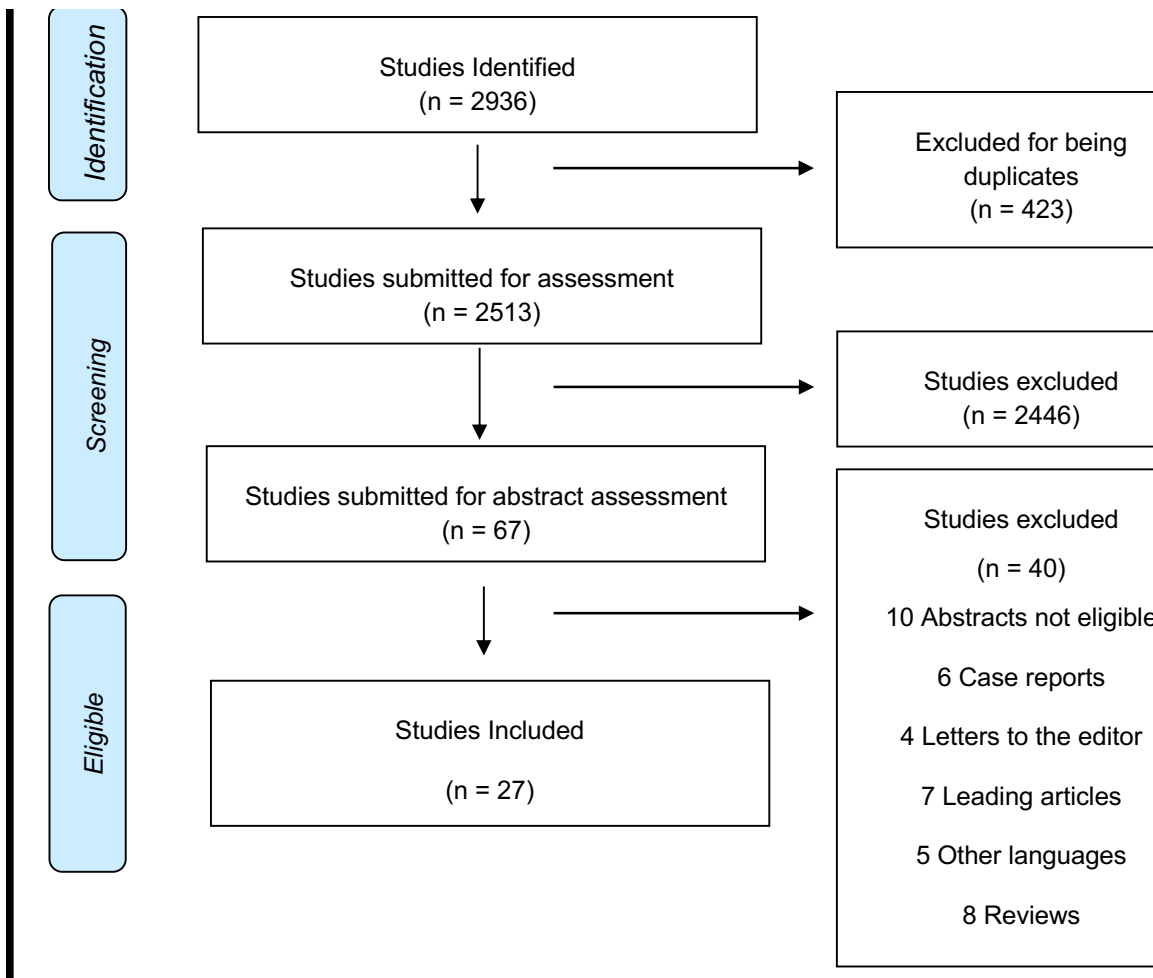 Identification
Studies Identified
(n = 2936)
Excluded for being
duplicates
(n = 423)
Screening
Studies submitted for assessment
(n = 2513)
Studies excluded
(n = 2446)
Studies submitted for abstract assessment
(n = 67)
Studies excluded
(n = 40)
10 Abstracts not eligible
6 Case reports
4 Letters to the editor
7 Leading articles
5 Other languages
8 Reviews
Eligible
Studies Included
(n = 27)